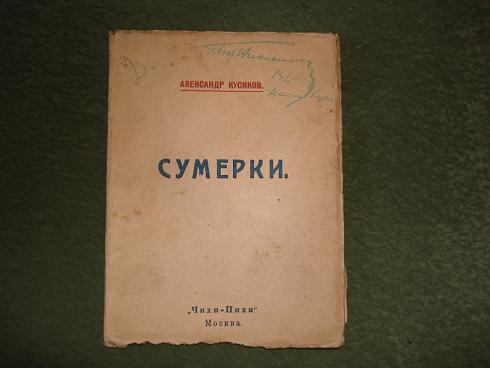 АЛЕКСАНДР КУСИКОВ.
СУМЕРКИ.
„Чихи-Пихи"
Москва.